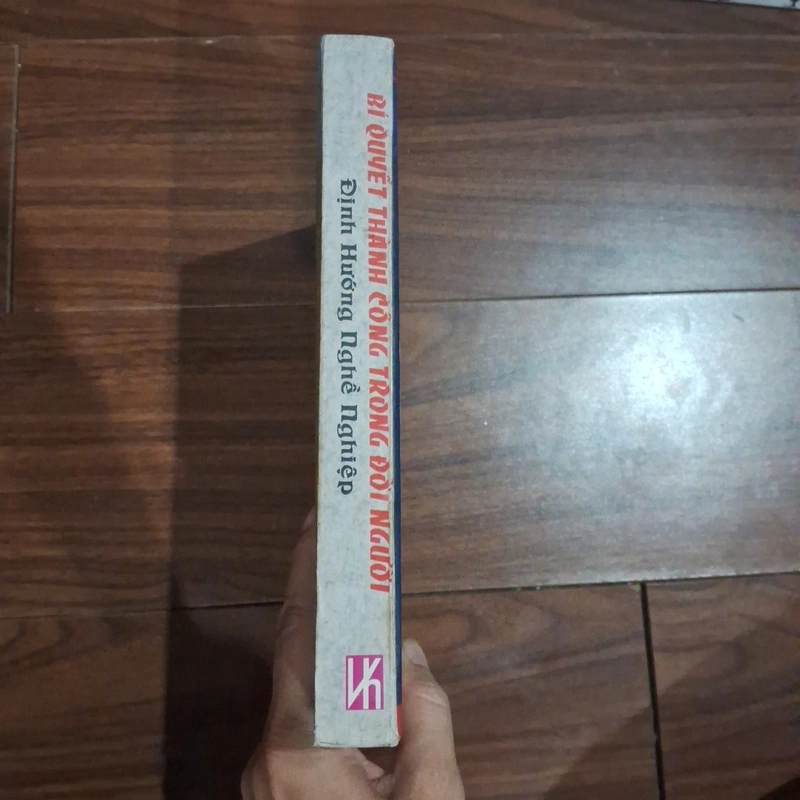 BÍ QUYẾT THÀNH CÔNG TRONG ĐỜI NGƯỜI
Định Hướng Nghề Nghiệp